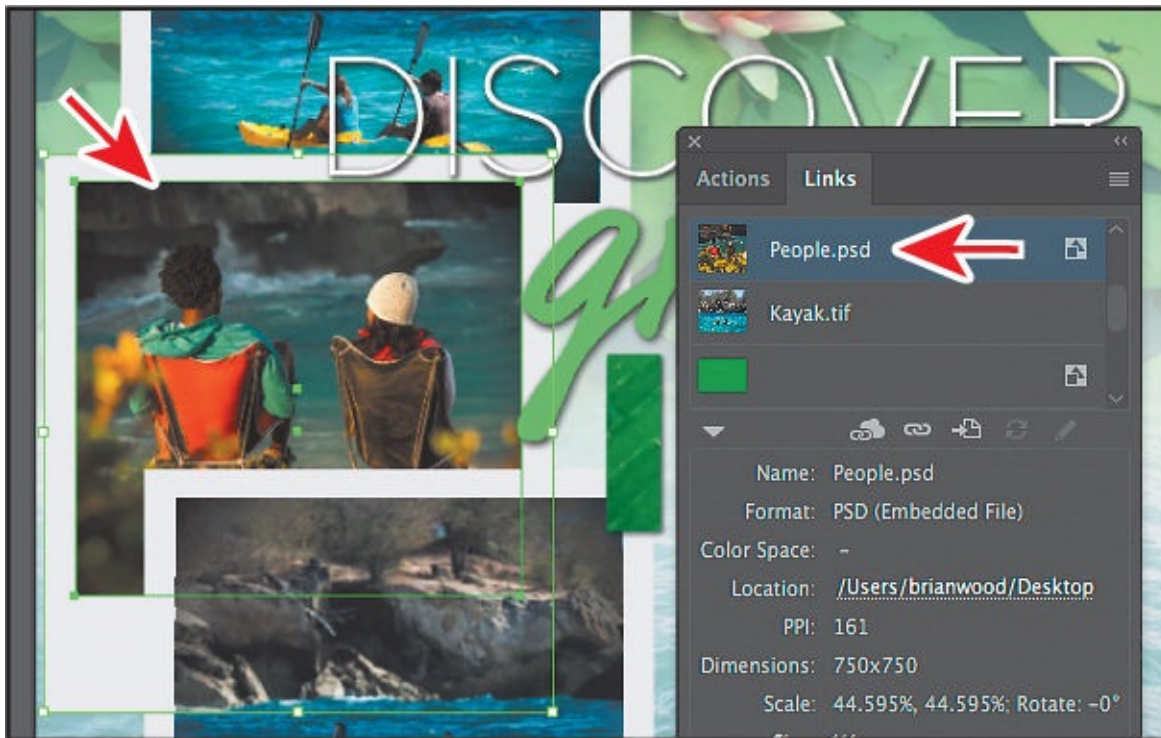 DISCOVER
Actions Links
People.psd
Kayak.tif
Name: People.psd
Format: PSD (Embedded File)
Color Space: –
Location: /Users/brianwood/Desktop
PPI: 161
Dimensions: 750x750
Scale: 44.595%, 44.595%; Rotate: -0°